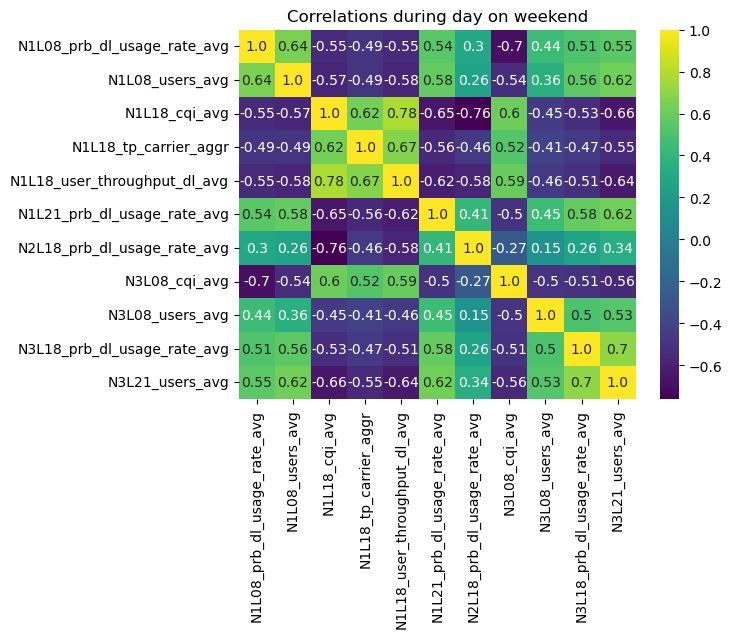 Correlations during day on weekend
N1L08_prb_dl_usage_rate_avg 1.0 0.64 -0.55 -0.49 -0.55 0.54 0.3 -0.7 0.44 0.51 0.55
N1L08_users_avg 0.64 1.0 -0.57 -0.49 -0.58 0.58 0.26 -0.54 0.36 0.56 0.62
N1L18_cqi_avg -0.55 -0.57 1.0 0.62 0.78 -0.65 -0.76 0.6 -0.45 -0.53 -0.66
N1L18_tp_carrier_aggr -0.49 -0.49 0.62 1.0 0.67 -0.56 -0.46 0.52 -0.41 -0.47 -0.55
N1L18_user_throughput_dl_avg -0.55 -0.58 0.78 0.67 1.0 -0.62 -0.58 0.59 -0.46 -0.51 -0.64
N1L21_prb_dl_usage_rate_avg 0.54 0.58 -0.65 -0.56 -0.62 1.0 0.41 -0.5 0.45 0.58 0.62
N2L18_prb_dl_usage_rate_avg 0.3 0.26 -0.76 -0.46 -0.58 0.41 1.0 -0.27 0.15 0.26 0.34
N3L08_cqi_avg -0.7 -0.54 0.6 0.52 0.59 -0.5 -0.27 1.0 -0.5 -0.51 -0.56
N3L08_users_avg 0.44 0.36 -0.45 -0.41 -0.46 0.45 0.15 -0.5 1.0 0.5 0.53
N3L18_prb_dl_usage_rate_avg 0.51 0.56 -0.53 -0.47 -0.51 0.58 0.26 -0.51 0.5 1.0 0.7
N3L21_users_avg 0.55 0.62 -0.66 -0.55 -0.64 0.62 0.34 -0.56 0.53 0.7 1.0
N1L08_prb_dl_usage_rate_avg
N1L08_users_avg
N1L18_cqi_avg
N1L18_tp_carrier_aggr
N1L18_user_throughput_dl_avg
N1L21_prb_dl_usage_rate_avg
N2L18_prb_dl_usage_rate_avg
N3L08_cqi_avg
N3L08_users_avg
N3L18_prb_dl_usage_rate_avg
N3L21_users_avg
1.0
0.8
0.6
0.4
0.2
0.0
−0.2
−0.4
−0.6